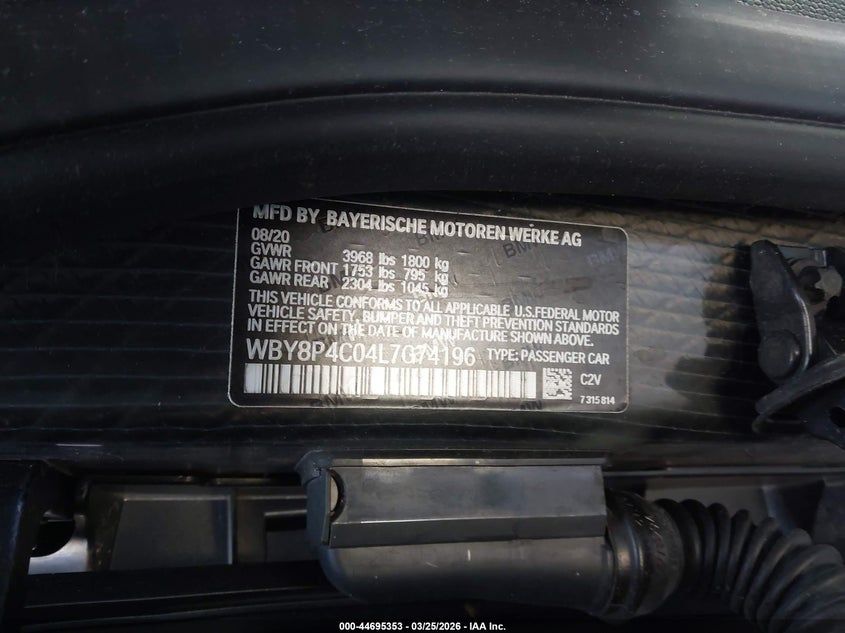 MFD BY BAYERISCHE MOTOREN WERKE AG
08/20
GVWR 3968 lbs 1800 kg
GAWR FRONT 1753 lbs 795 kg
GAWR REAR 2304 lbs 1045 kg
THIS VEHICLE CONFORMS TO ALL APPLICABLE U.S.FEDERAL MOTOR
VEHICLE SAFETY, BUMPER AND THEFT PREVENTION STANDARDS
IN EFFECT ON THE DATE OF MANUFACTURE SHOWN ABOVE.
WBY8P4C04L7G74196 TYPE: PASSENGER CAR
C2V
7315814
000-44695353 - 03/25/2026 - IAA Inc.